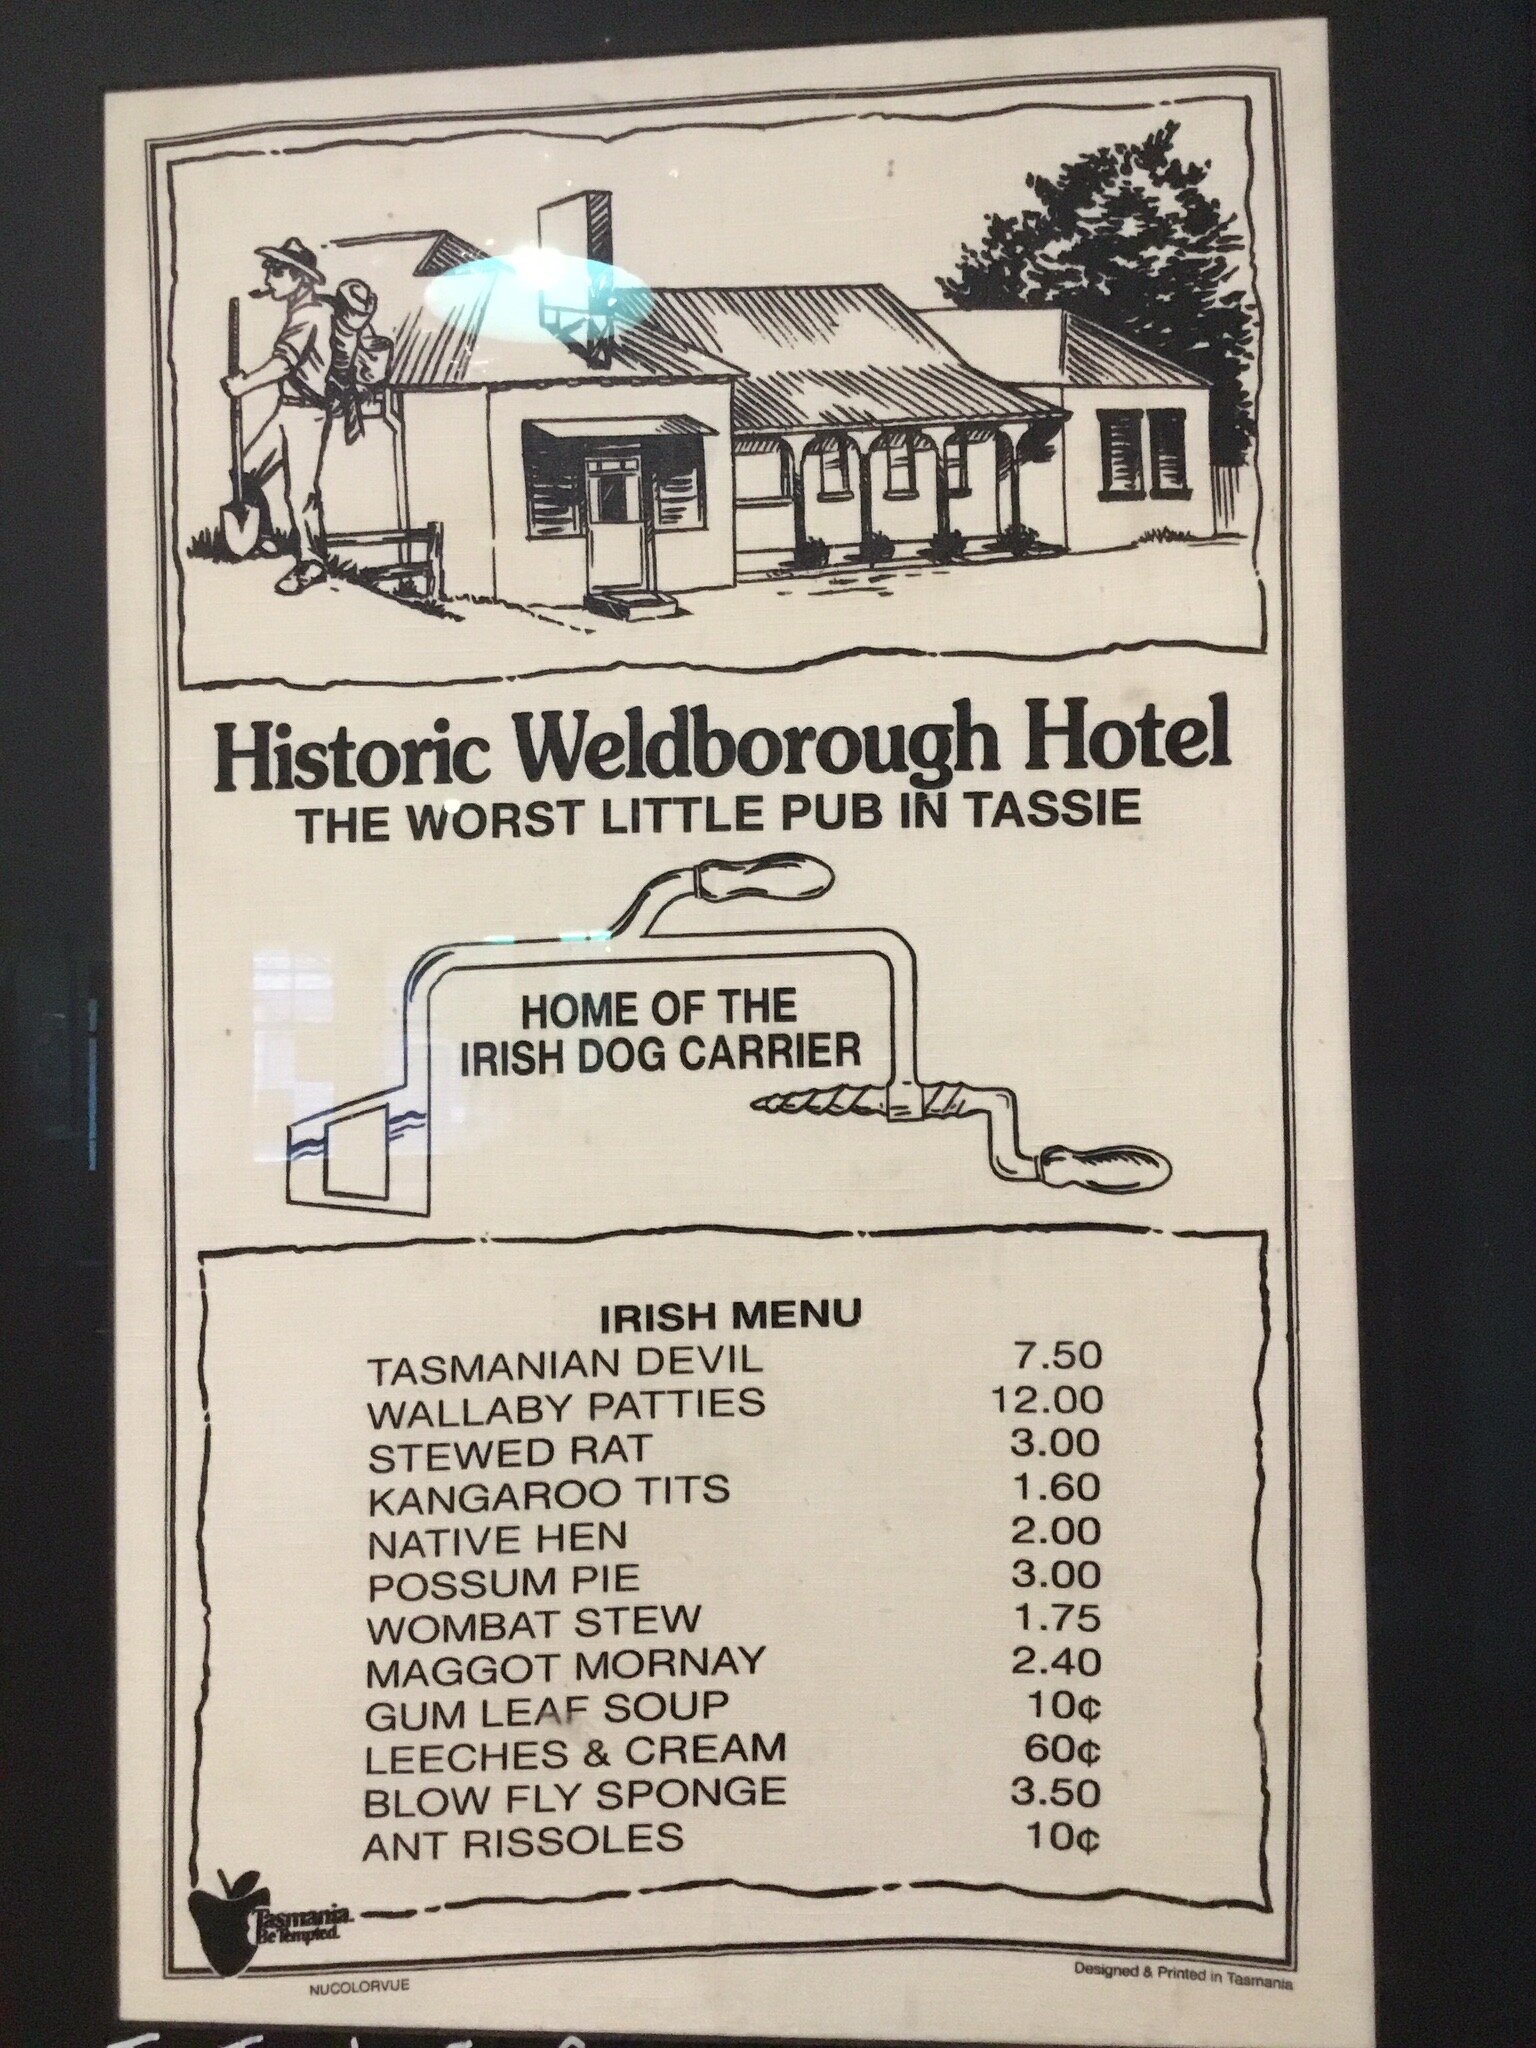 Historic Weldborough Hotel
THE WORST LITTLE PUB IN TASSIE
HOME OF THE
IRISH DOG CARRIER
IRISH MENU
TASMANIAN DEVIL 7.50
WALLABY PATTIES 12.00
STEWED RAT 3.00
KANGAROO TITS 1.60
NATIVE HEN 2.00
POSSUM PIE 3.00
WOMBAT STEW 1.75
MAGGOT MORNAY 2.40
GUM LEAF SOUP 10¢
LEECHES & CREAM 60¢
BLOW FLY SPONGE 3.50
ANT RISSOLES 10¢
Tasmania.
Be Tempted.
NUCOLORVUE
Designed & Printed in Tasmania